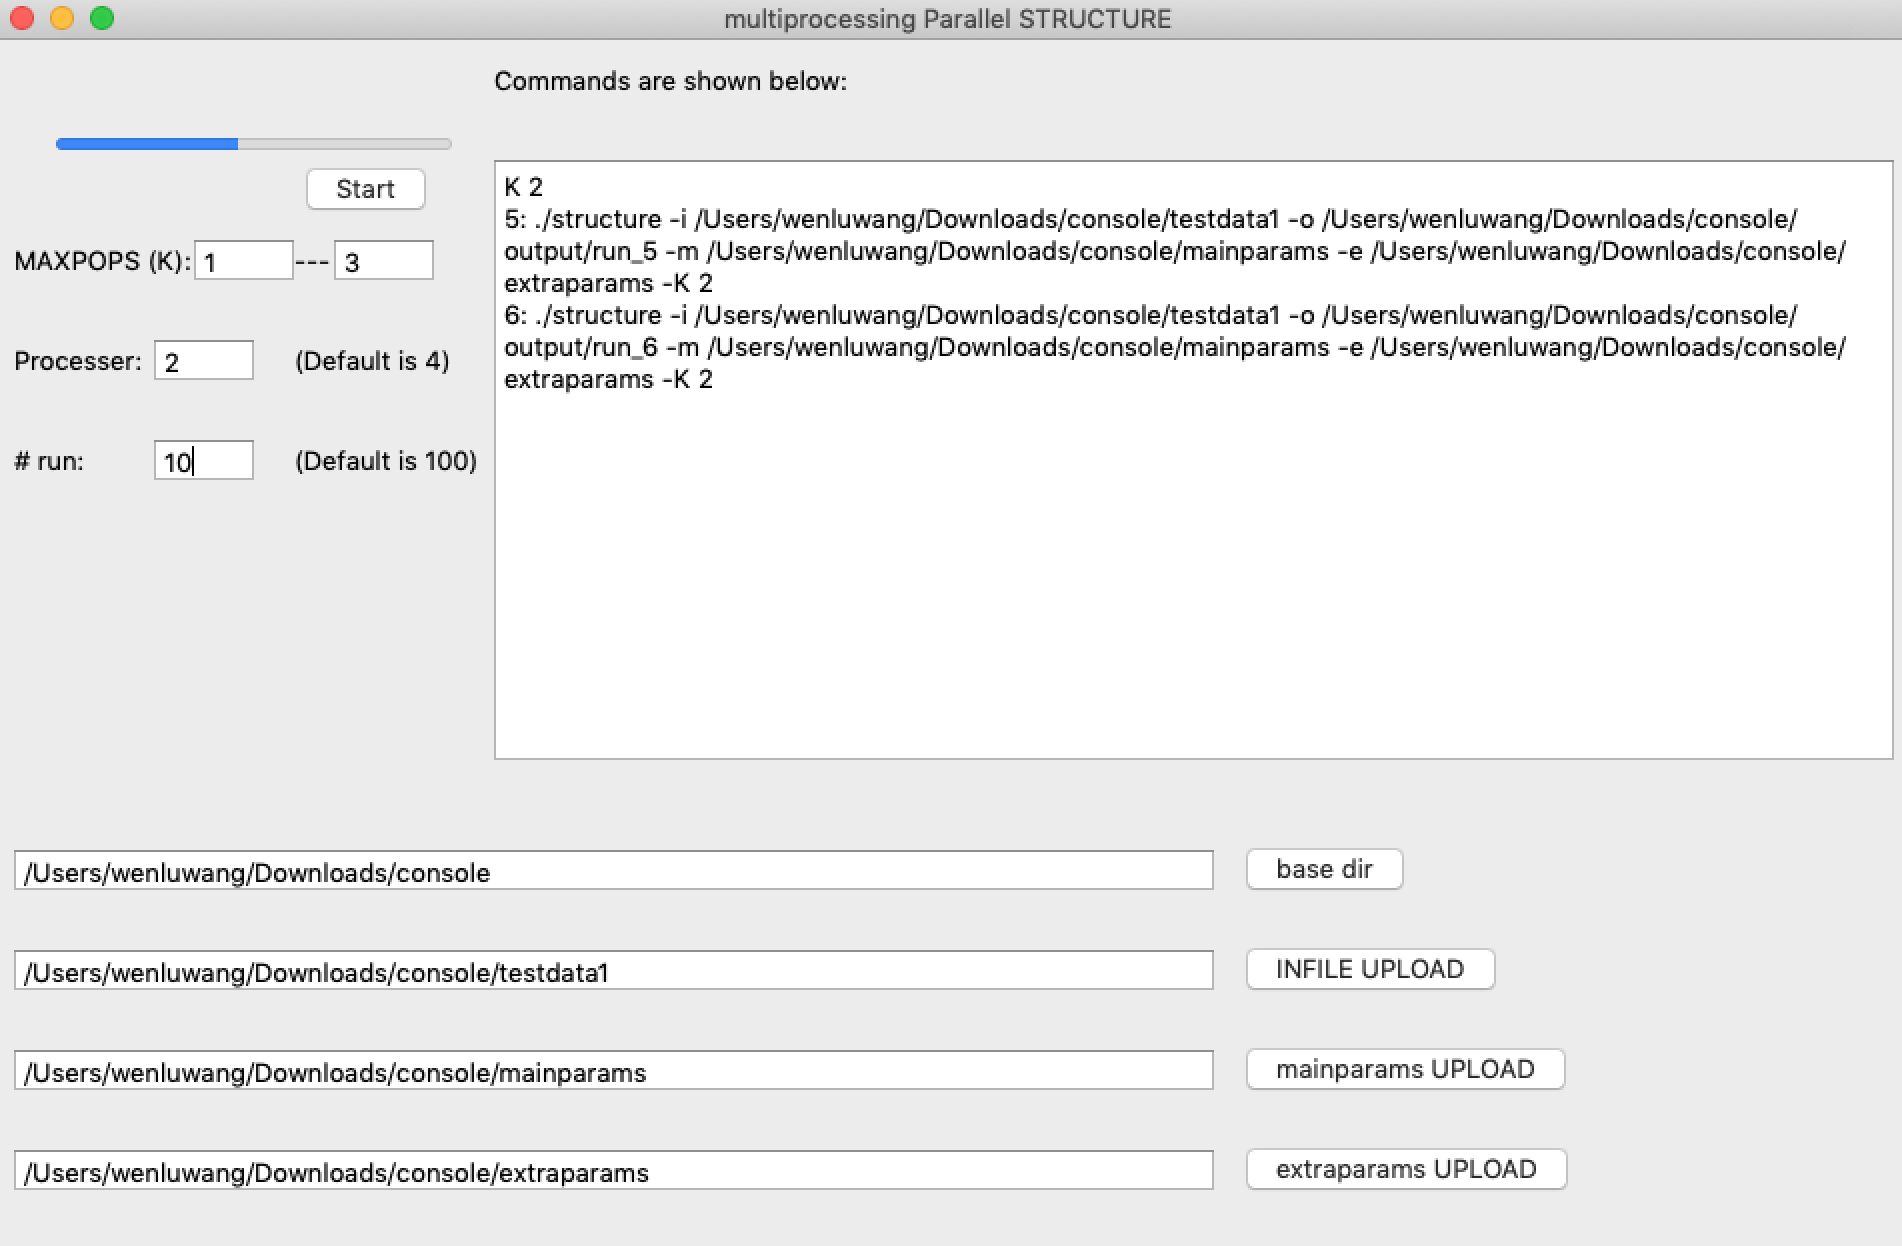 multiprocessing Parallel STRUCTURE
Commands are shown below:
Start
MAXPOPS (K): 1 --- 3
Processer: 2 (Default is 4)
# run: 10 (Default is 100)
K 2
5: ./structure -i /Users/wenluwang/Downloads/console/testdata1 -o /Users/wenluwang/Downloads/console/
output/run_5 -m /Users/wenluwang/Downloads/console/mainparams -e /Users/wenluwang/Downloads/console/
extraparams -K 2
6: ./structure -i /Users/wenluwang/Downloads/console/testdata1 -o /Users/wenluwang/Downloads/console/
output/run_6 -m /Users/wenluwang/Downloads/console/mainparams -e /Users/wenluwang/Downloads/console/
extraparams -K 2
/Users/wenluwang/Downloads/console base dir
/Users/wenluwang/Downloads/console/testdata1 INFILE UPLOAD
/Users/wenluwang/Downloads/console/mainparams mainparams UPLOAD
/Users/wenluwang/Downloads/console/extraparams extraparams UPLOAD